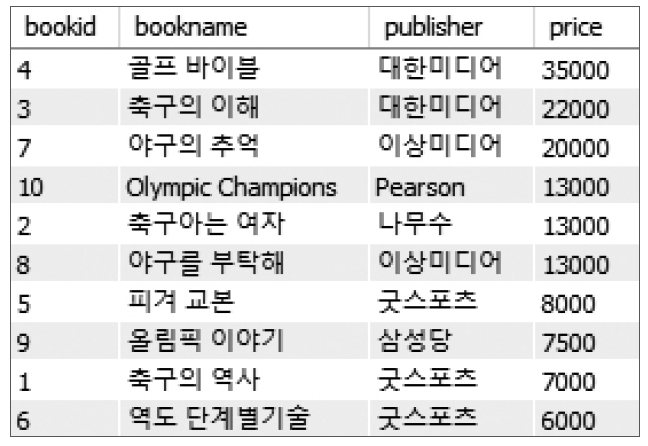 bookid bookname publisher price
4 골프 바이블 대한미디어 35000
3 축구의 이해 대한미디어 22000
7 야구의 추억 이상미디어 20000
10 Olympic Champions Pearson 13000
2 축구아는 여자 나무수 13000
8 야구를 부탁해 이상미디어 13000
5 피겨 교본 굿스포츠 8000
9 올림픽 이야기 삼성당 7500
1 축구의 역사 굿스포츠 7000
6 역도 단계별기술 굿스포츠 6000